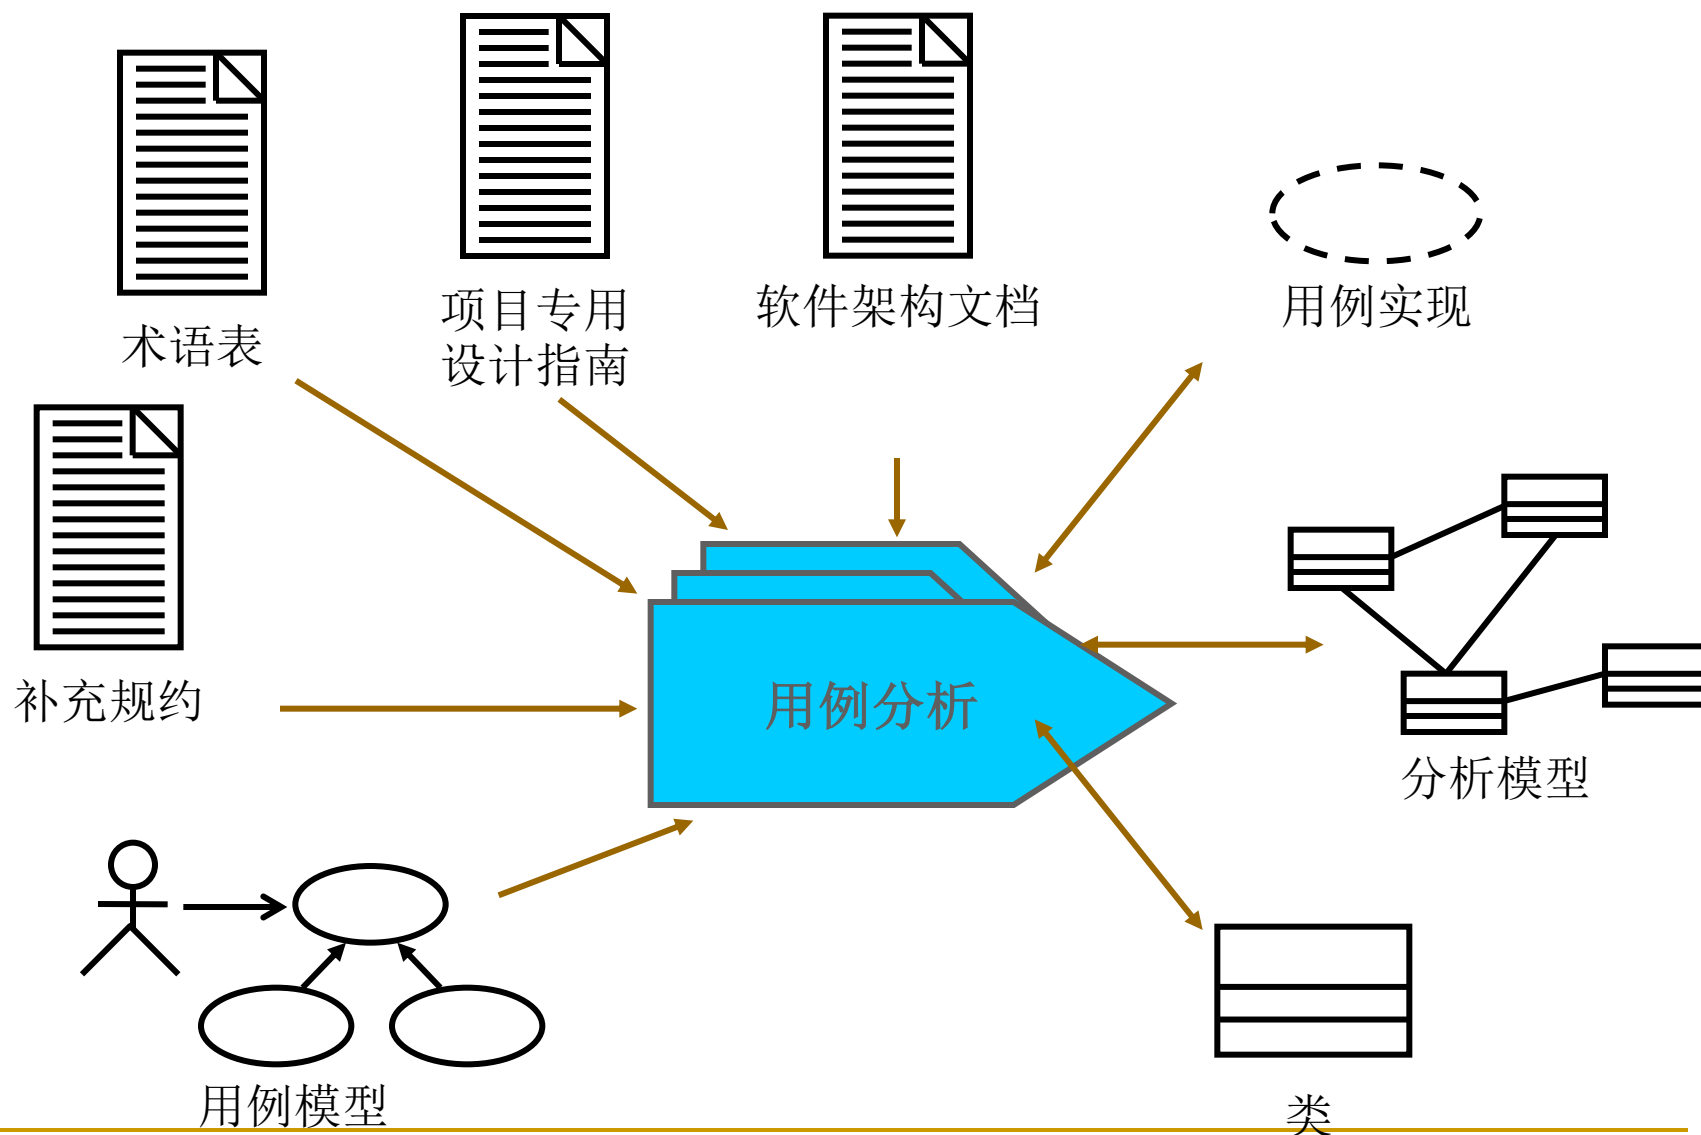 术语表
项目专用
设计指南
软件架构文档
用例实现
补充规约
用例分析
分析模型
用例模型
类